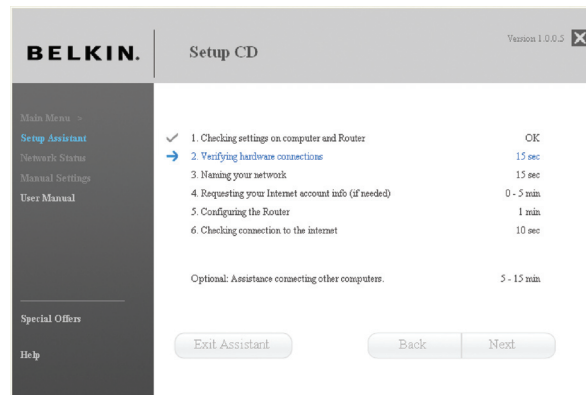 BELKIN.
Setup CD
Version 1.0.0.5
Main Menu >
Setup Assistant
Network Status
Manual Settings
User Manual
Special Offers
Help
1. Checking settings on computer and Router OK
2. Verifying hardware connections 15 sec
3. Naming your network 15 sec
4. Requesting your Internet account info (if needed) 0 - 5 min
5. Configuring the Router 1 min
6. Checking connection to the internet 10 sec
Optional: Assistance connecting other computers. 5 - 15 min
Exit Assistant
Back
Next